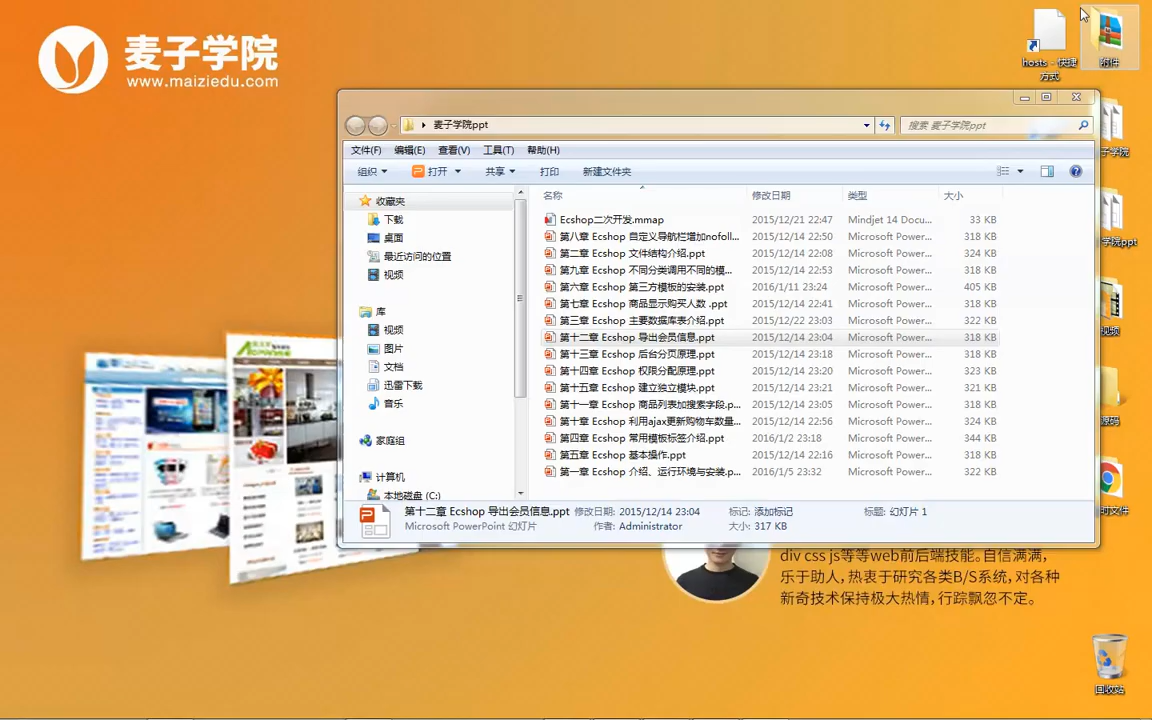 麦子学院
www.maiziedu.com
hosts - 快捷方式
附件
麦子学院ppt
搜索 麦子学院ppt
文件(F) 编辑(E) 查看(V) 工具(T) 帮助(H)
组织 打开 共享 打印 新建文件夹
收藏夹
下载
桌面
最近访问的位置
视频
库
视频
图片
文档
迅雷下载
音乐
家庭组
计算机
本地磁盘 (C:)
名称 修改日期 类型 大小
Ecshop二次开发.mmap 2015/12/21 22:47 Mindjet 14 Docu... 33 KB
第八章 Ecshop 自定义导航栏增加nofoll... 2015/12/14 22:50 Microsoft Power... 318 KB
第二章 Ecshop 文件结构介绍.ppt 2015/12/14 22:08 Microsoft Power... 324 KB
第九章 Ecshop 不同分类调用不同的模... 2015/12/14 22:53 Microsoft Power... 318 KB
第六章 Ecshop 第三方模板的安装.ppt 2016/1/11 23:24 Microsoft Power... 405 KB
第七章 Ecshop 商品显示购买人数 .ppt 2015/12/14 22:41 Microsoft Power... 318 KB
第三章 Ecshop 主要数据库表介绍.ppt 2015/12/22 23:03 Microsoft Power... 322 KB
第十二章 Ecshop 导出会员信息.ppt 2015/12/14 23:04 Microsoft Power... 318 KB
第十三章 Ecshop 后台分页原理.ppt 2015/12/14 23:18 Microsoft Power... 318 KB
第十四章 Ecshop 权限分配原理.ppt 2015/12/14 23:20 Microsoft Power... 323 KB
第十五章 Ecshop 建立独立模块.ppt 2015/12/14 23:21 Microsoft Power... 321 KB
第十一章 Ecshop 商品列表加搜索字段.p... 2015/12/14 23:05 Microsoft Power... 318 KB
第十章 Ecshop 利用ajax更新购物车数量... 2015/12/14 22:56 Microsoft Power... 324 KB
第四章 Ecshop 常用模板标签介绍.ppt 2016/1/2 23:18 Microsoft Power... 344 KB
第五章 Ecshop 基本操作.ppt 2015/12/14 22:16 Microsoft Power... 318 KB
第一章 Ecshop 介绍、运行环境与安装.p... 2016/1/5 23:32 Microsoft Power... 322 KB
第十二章 Ecshop 导出会员信息.ppt 修改日期: 2015/12/14 23:04 标记: 添加标记 标题: 幻灯片 1
Microsoft PowerPoint 幻灯片 作者: Administrator 大小: 317 KB
子学院
学院ppt
视频
源码
时文件
div css js等等web前后端技能。自信满满，
乐于助人，热衷于研究各类B/S系统，对各种
新奇技术保持极大热情，行踪飘忽不定。
回收站